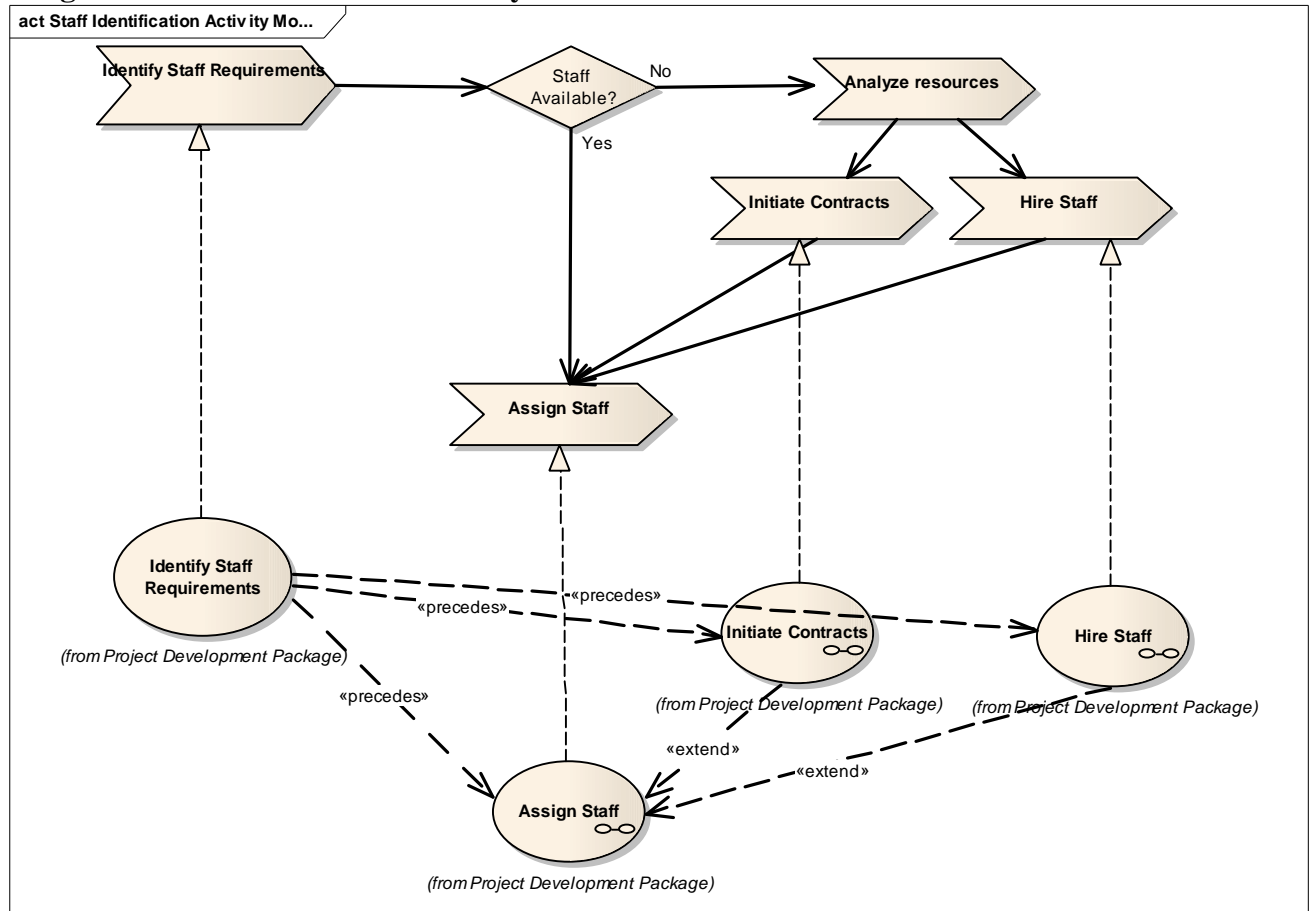 act Staff Identification Activity Mo...
Identify Staff Requirements
Staff
Available?
No
Analyze resources
Yes
Initiate Contracts
Hire Staff
Assign Staff
Identify Staff
Requirements
(from Project Development Package)
«precedes»
«precedes»
«precedes»
Initiate Contracts
(from Project Development Package)
Hire Staff
(from Project Development Package)
«extend»
«extend»
Assign Staff
(from Project Development Package)